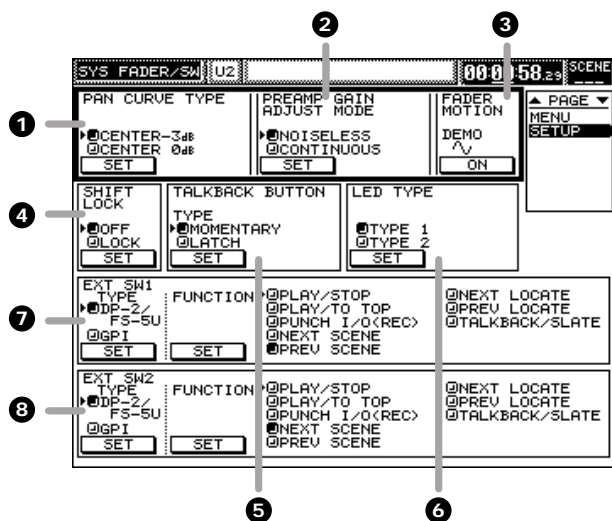 2
3
SYS FADER/SW U2 00:00:58.29 SCENE
---
PAN CURVE TYPE
CENTER-3dB
CENTER 0dB
SET
PREAMP GAIN
ADJUST MODE
NOISELESS
CONTINUOUS
SET
FADER
MOTION
DEMO
ON
▲ PAGE ▼
MENU
SETUP
1
4
SHIFT
LOCK
OFF
LOCK
SET
TALKBACK BUTTON
TYPE
MOMENTARY
LATCH
SET
LED TYPE
TYPE 1
TYPE 2
SET
7
EXT SW1
TYPE
DP-2/
FS-5U
GPI
SET
FUNCTION
SET
PLAY/STOP
PLAY/TO TOP
PUNCH I/O(REC)
NEXT SCENE
PREV SCENE
NEXT LOCATE
PREV LOCATE
TALKBACK/SLATE
8
EXT SW2
TYPE
DP-2/
FS-5U
GPI
SET
FUNCTION
SET
PLAY/STOP
PLAY/TO TOP
PUNCH I/O(REC)
NEXT SCENE
PREV SCENE
NEXT LOCATE
PREV LOCATE
TALKBACK/SLATE
5
6